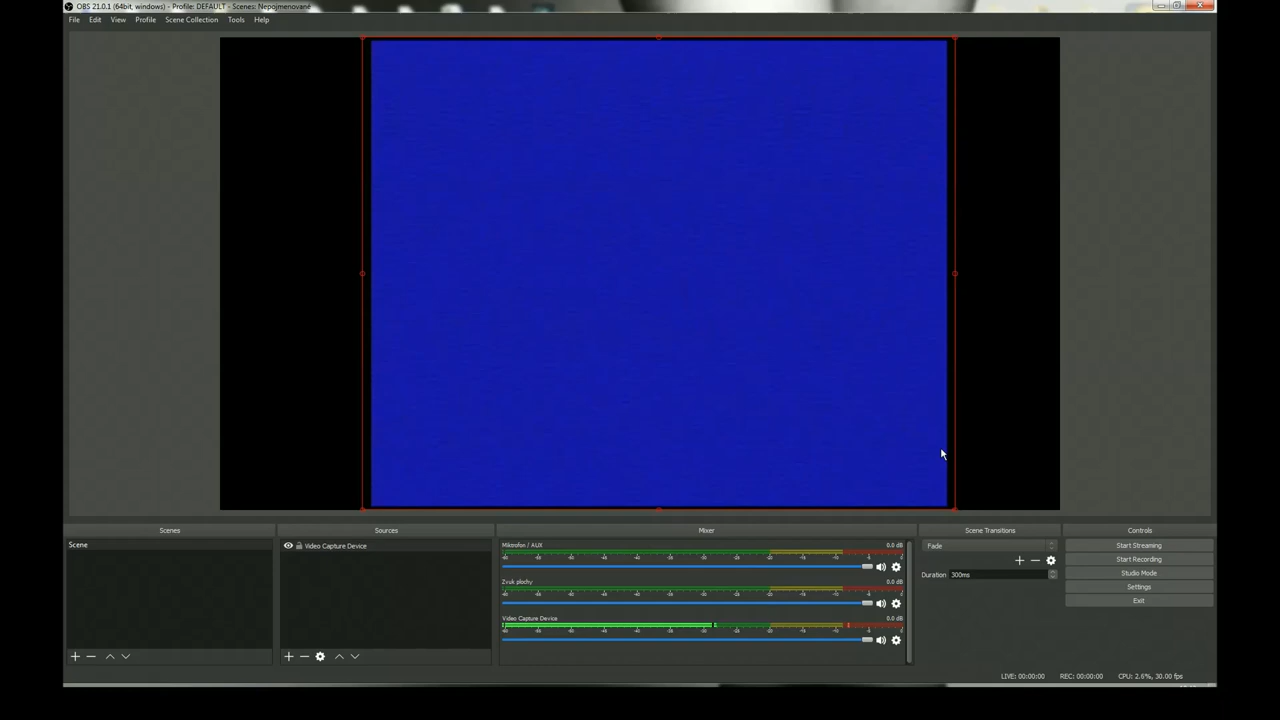 OBS 21.0.1 (64bit, windows) - Profile: DEFAULT - Scenes: Nepojmenované
File Edit View Profile Scene Collection Tools Help
Scenes Sources Mixer Scene Transitions Controls
Scene
Video Capture Device
Mikrofon / AUX 0.0 dB
Zvuk plochy 0.0 dB
Video Capture Device 0.0 dB
Fade
Duration 300ms
Start Streaming
Start Recording
Studio Mode
Settings
Exit
LIVE: 00:00:00 REC: 00:00:00 CPU: 2.6%, 30.00 fps